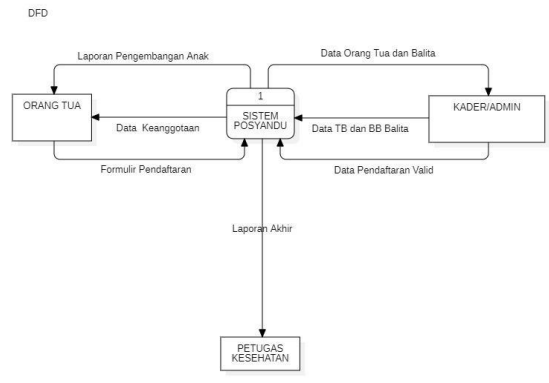 DFD
Laporan Pengembangan Anak
Data Orang Tua dan Balita
ORANG TUA
1
SISTEM
POSYANDU
KADER/ADMIN
Data  Keanggotaan
Data TB dan BB Balita
Formulir Pendaftaran
Data Pendaftaran Valid
Laporan Akhir
PETUGAS
KESEHATAN